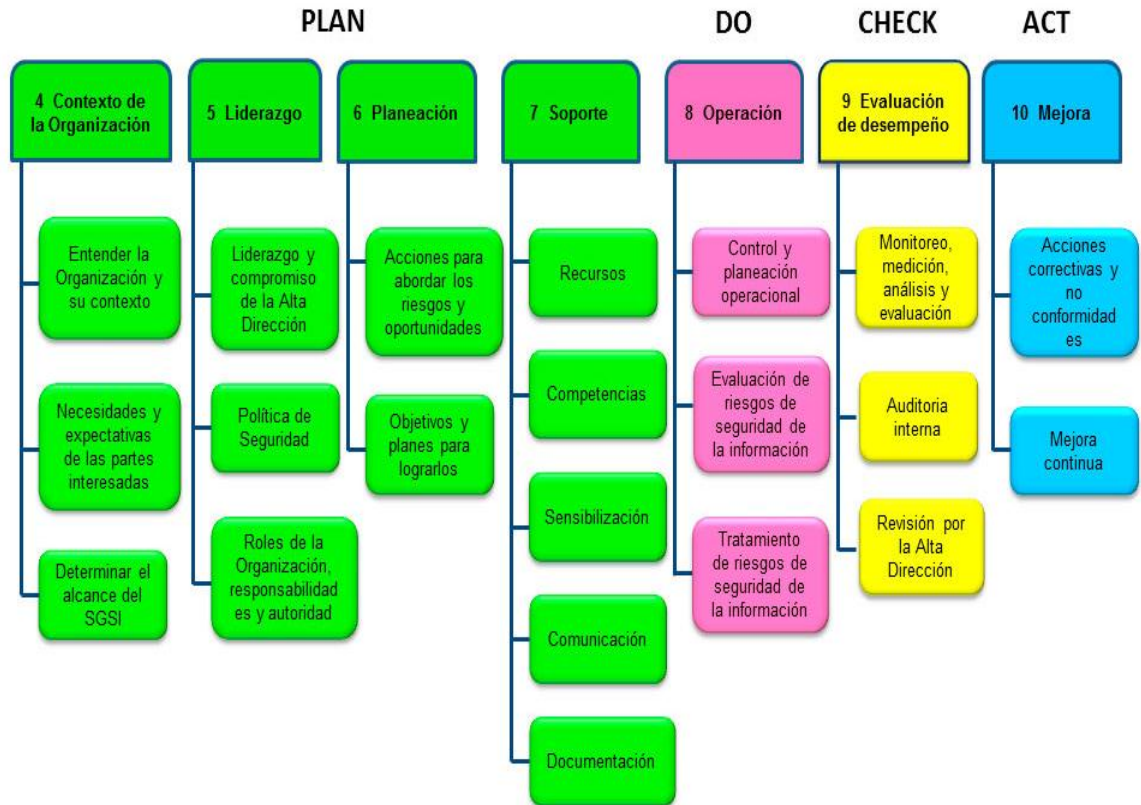 PLAN
DO
CHECK
ACT
4 Contexto de
la Organización
5 Liderazgo
6 Planeación
7 Soporte
8 Operación
9 Evaluación
de desempeño
10 Mejora
Entender la
Organización y
su contexto
Necesidades y
expectativas
de las partes
interesadas
Determinar el
alcance del
SGSI
Liderazgo y
compromiso
de la Alta
Dirección
Política de
Seguridad
Roles de la
Organización,
responsabilidad
es y autoridad
Acciones para
abordar los
riesgos y
oportunidades
Objetivos y
planes para
lograrlos
Recursos
Competencias
Sensibilización
Comunicación
Documentación
Control y
planeación
operacional
Evaluación de
riesgos de
seguridad de
la información
Tratamiento
de riesgos de
seguridad de
la información
Monitoreo,
medición,
análisis y
evaluación
Auditoria
interna
Revisión por
la Alta
Dirección
Acciones
correctivas y
no
conformidad
es
Mejora
continua